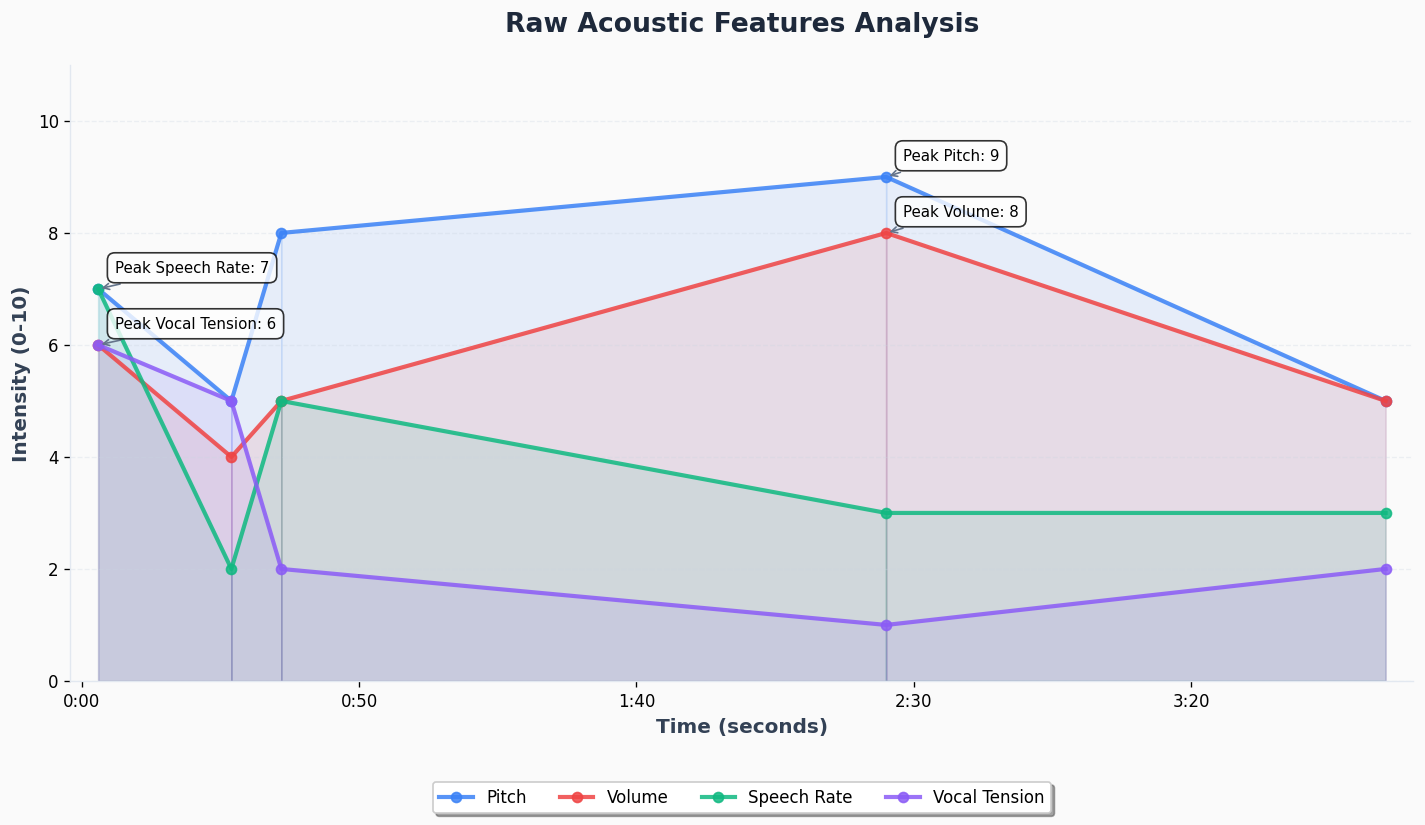 Raw Acoustic Features Analysis
Intensity (0-10)
10
8
6
4
2
0
Peak Pitch: 9
Peak Volume: 8
Peak Speech Rate: 7
Peak Vocal Tension: 6
0:00 0:50 1:40 2:30 3:20
Time (seconds)
Pitch Volume Speech Rate Vocal Tension